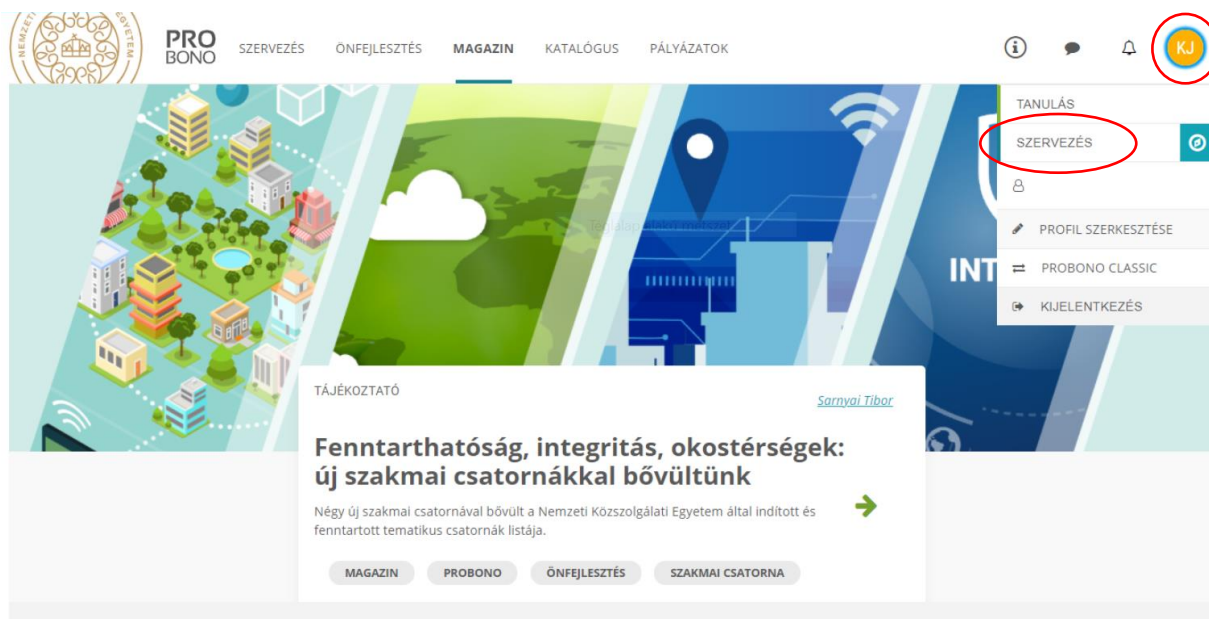 PRO
BONO
SZERVEZÉS
ÖNFEJLESZTÉS
MAGAZIN
KATALÓGUS
PÁLYÁZATOK
KJ
TANULÁS
SZERVEZÉS
PROFIL SZERKESZTÉSE
PROBONO CLASSIC
KIJELENTKEZÉS
INT
TÁJÉKOZTATÓ
Sarnyai Tibor
Fenntarthatóság, integritás, okostérségek:
új szakmai csatornákkal bővültünk
Négy új szakmai csatornával bővült a Nemzeti Közszolgálati Egyetem által indított és
fenntartott tematikus csatornák listája.
MAGAZIN
PROBONO
ÖNFEJLESZTÉS
SZAKMAI CSATORNA